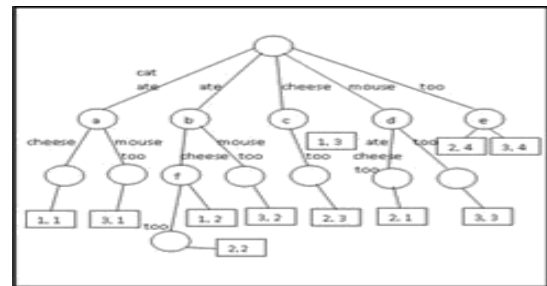 cat
ate ate cheese mouse too
a b c d e
1, 3 2, 4 3, 4
cheese mouse mouse ate too
too cheese too too cheese
too
f
1, 1 3, 1 1, 2 3, 2 2, 3 2, 1 3, 3
too
2,2